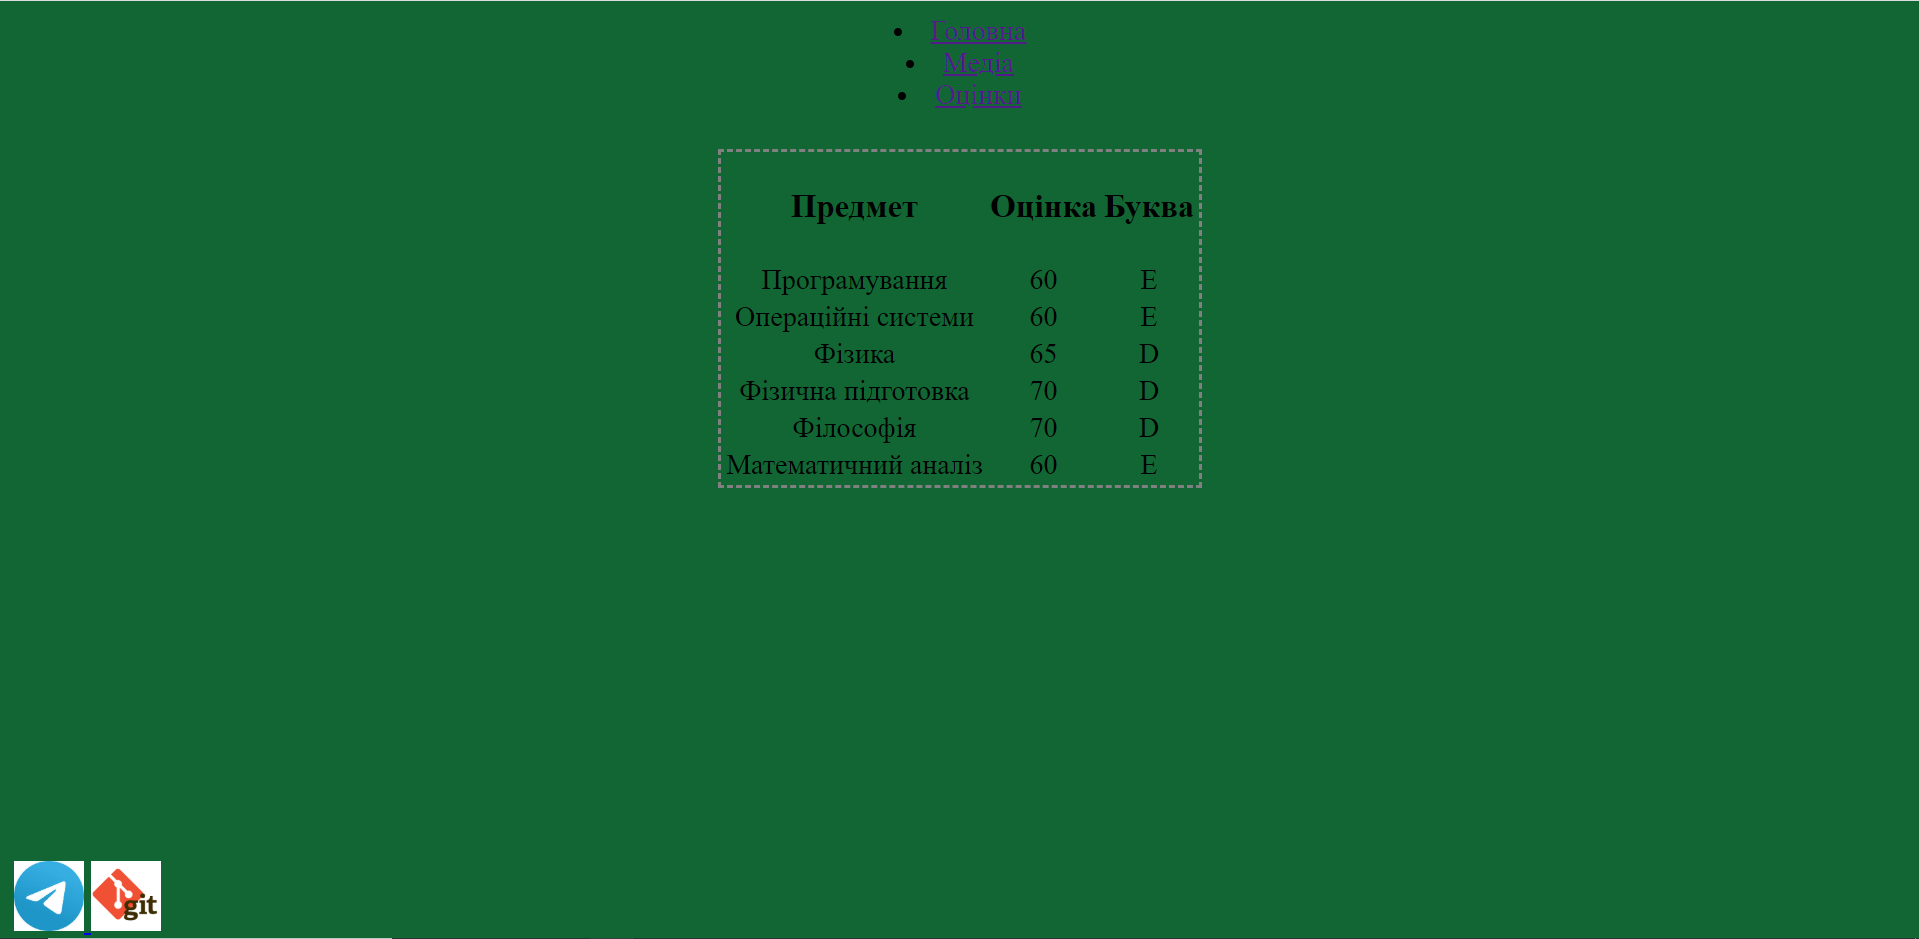 Головна
Медіа
Оцінки
Предмет Оцінка Буква
Програмування 60 E
Операційні системи 60 E
Фізика 65 D
Фізична підготовка 70 D
Філософія 70 D
Математичний аналіз 60 E
git